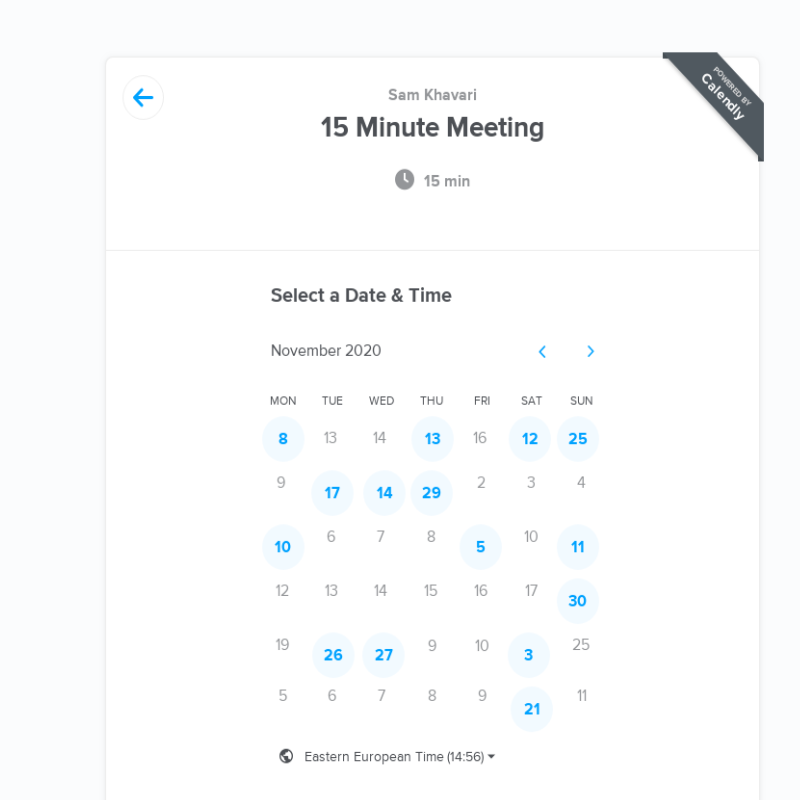 Sam Khavari
15 Minute Meeting
POWERED BY
Calendly
15 min
Select a Date & Time
November 2020
MON TUE WED THU FRI SAT SUN
8 13 14 13 16 12 25
9 17 14 29 2 3 4
10 6 7 8 5 10 11
12 13 14 15 16 17 30
19 26 27 9 10 3 25
5 6 7 8 9 21 11
Eastern European Time (14:56)